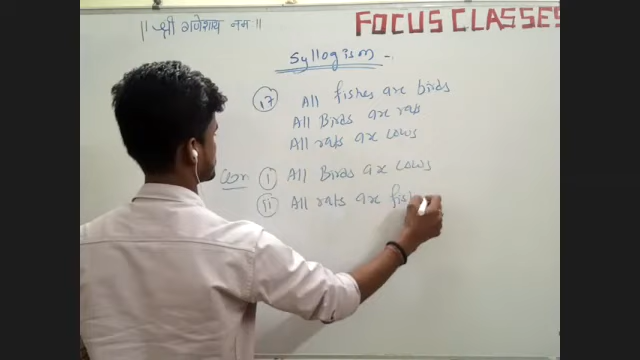 || श्री गणेशाय नमः ||
FOCUS CLASSES
Syllogism
17 All fishes are birds
All Birds are rats
All rats are cows
Con (I) All Birds are cows
(II) All rats are fis